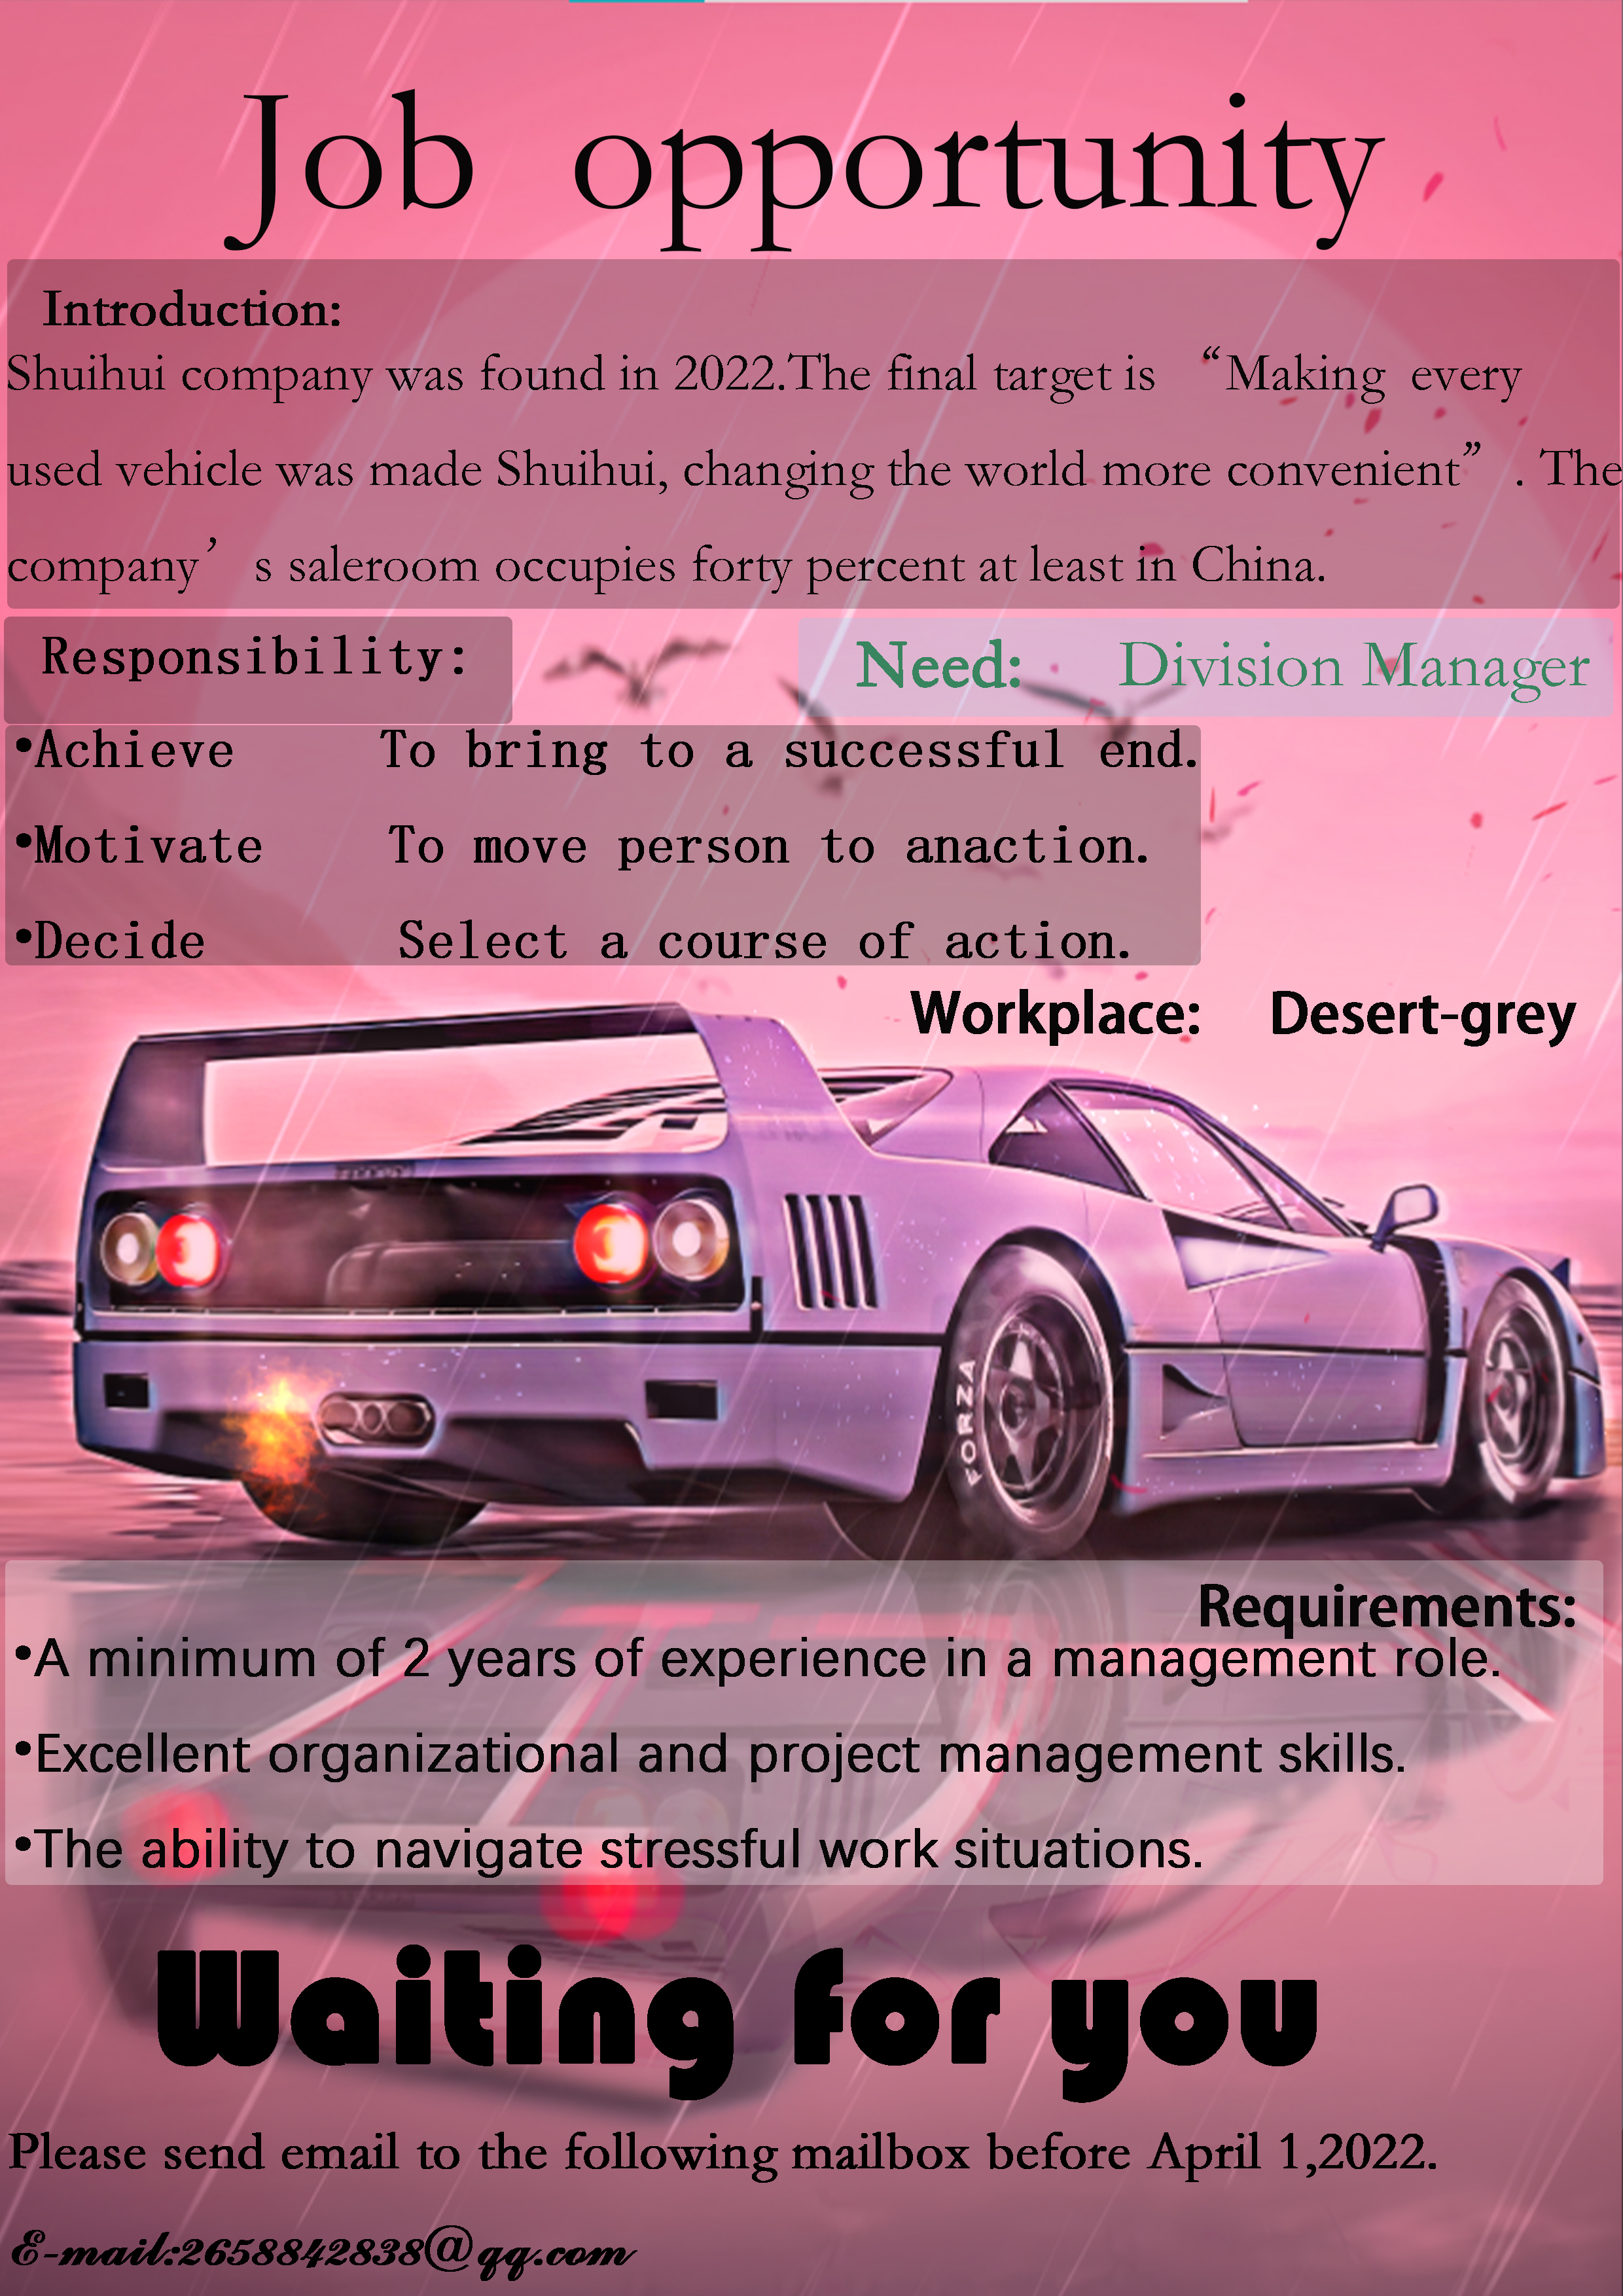 Job opportunity
Introduction:
Shuihui company was found in 2022.The final target is “Making every
used vehicle was made Shuihui, changing the world more convenient”. The
company’s saleroom occupies forty percent at least in China.
Responsibility:
Need: Division Manager
•Achieve To bring to a successful end.
•Motivate To move person to anaction.
•Decide Select a course of action.
Workplace: Desert-grey
FORZA
Requirements:
•A minimum of 2 years of experience in a management role.
•Excellent organizational and project management skills.
•The ability to navigate stressful work situations.
Waiting for you
Please send email to the following mailbox before April 1,2022.
E-mail:2658842838@qq.com